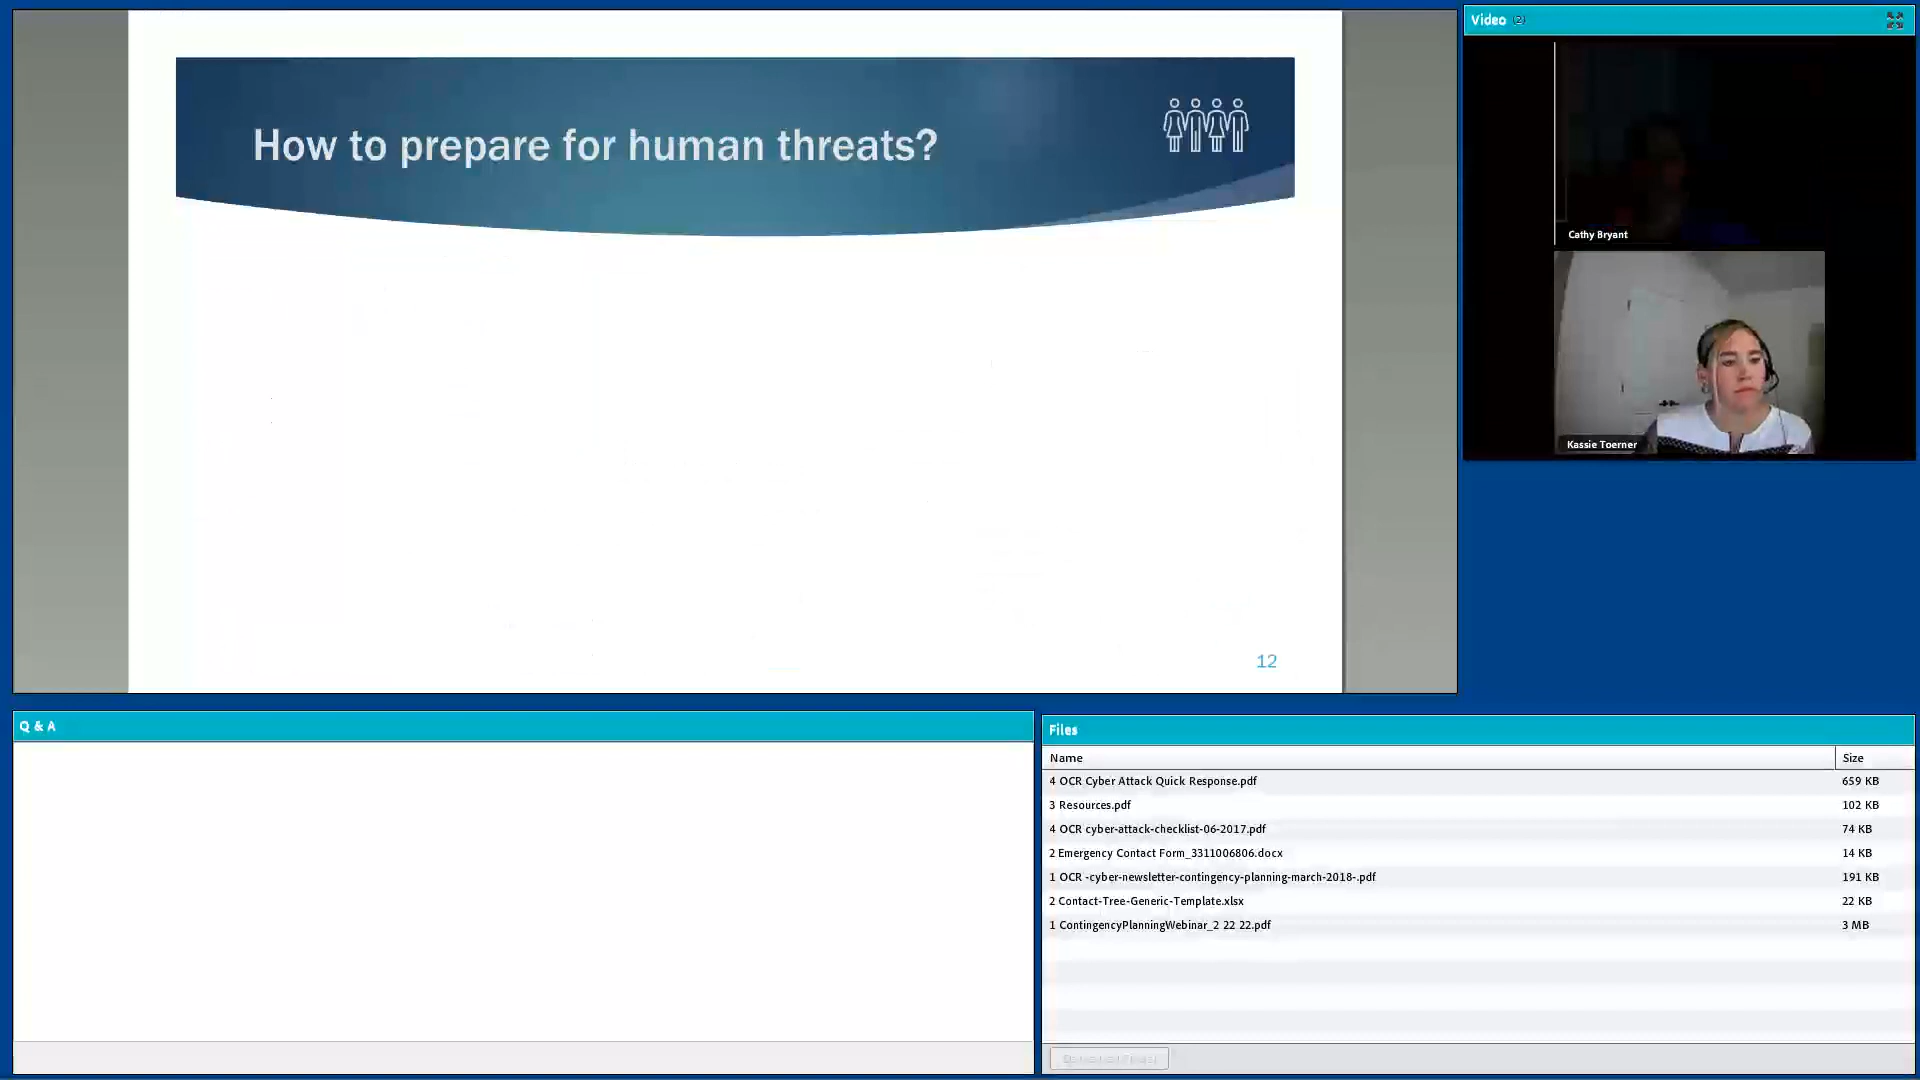 How to prepare for human threats?
12
Video (2)
Cathy Bryant
Kassie Toerner
Q & A
Files
Name Size
4 OCR Cyber Attack Quick Response.pdf 659 KB
3 Resources.pdf 102 KB
4 OCR cyber-attack-checklist-06-2017.pdf 74 KB
2 Emergency Contact Form_3311006806.docx 14 KB
1 OCR -cyber-newsletter-contingency-planning-march-2018-.pdf 191 KB
2 Contact-Tree-Generic-Template.xlsx 22 KB
1 ContingencyPlanningWebinar_2 22 22.pdf 3 MB